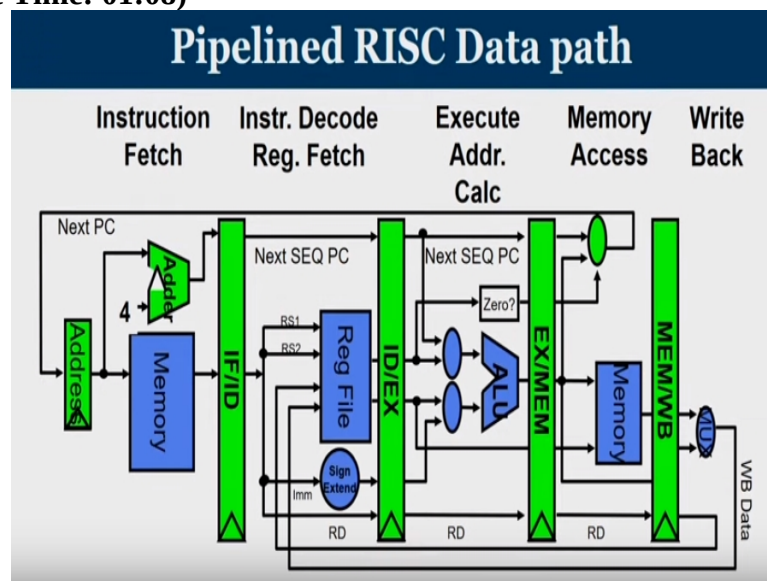 Time: 01:08)
Pipelined RISC Data path
Instruction
Fetch
Instr. Decode
Reg. Fetch
Execute
Addr.
Calc
Memory
Access
Write
Back
Next PC
Next SEQ PC
Next SEQ PC
Adder
4
Zero?
RS1
RS2
Address
Memory
IF/ID
Reg File
ID/EX
ALU
EX/MEM
Memory
MEM/WB
MUX
Sign
Extend
Imm
WB Data
RD
RD
RD